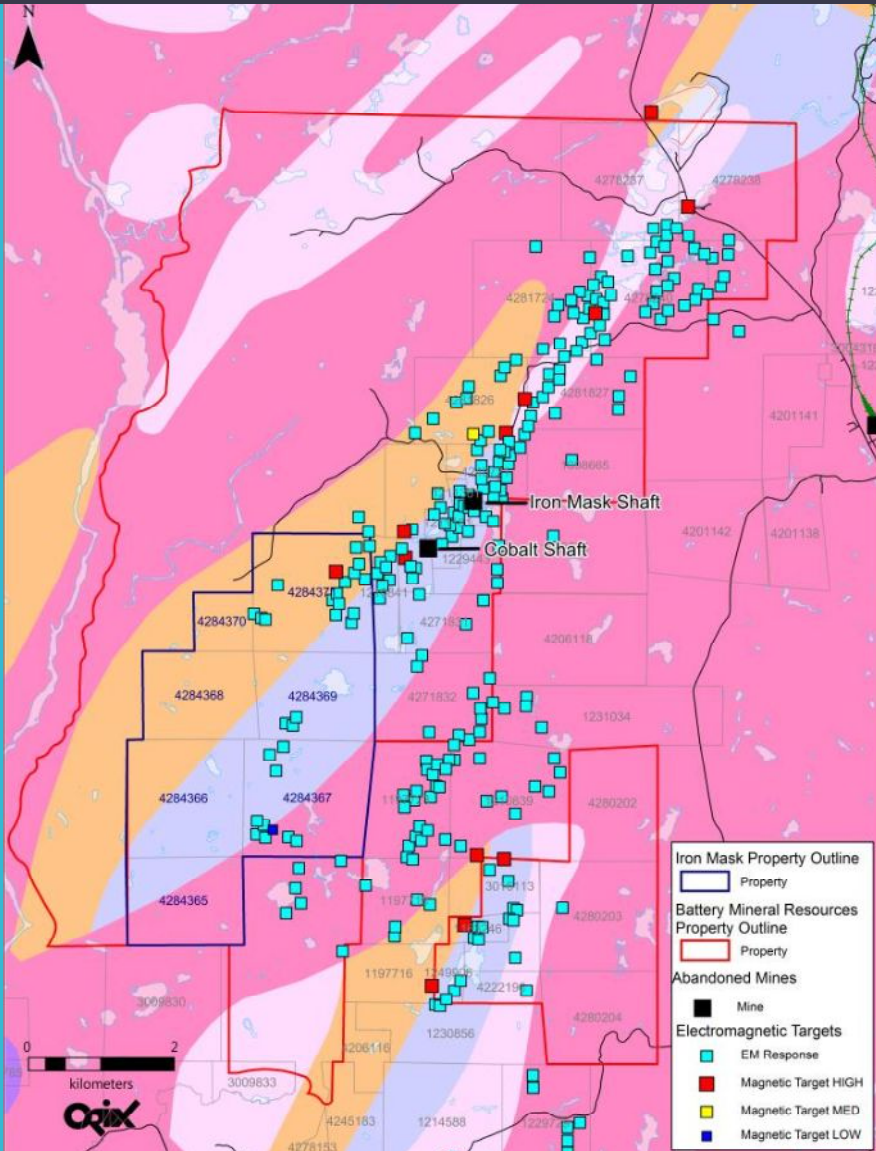 N
4278238
4281724
4281827
4201141
4201142
4201138
Iron Mask Shaft
Cobalt Shaft
4284370
4206118
4284368
4284369
4271832
1231034
4284366
4284367
4280202
4284365
4280203
1197716
4280204
1230856
3009830
3009833
4245183
1214588
4278153
0
2
kilometers
Orix
Iron Mask Property Outline
Property
Battery Mineral Resources
Property Outline
Property
Abandoned Mines
Mine
Electromagnetic Targets
EM Response
Magnetic Target HIGH
Magnetic Target MED
Magnetic Target LOW